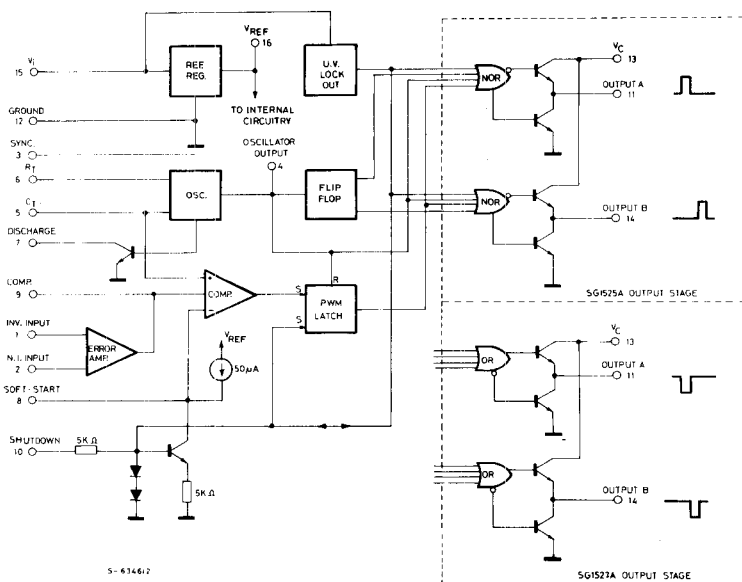 Vi
15
REF.
REG.
VREF
16
U.V.
LOCK
OUT
TO INTERNAL
CIRCUITRY
GROUND
12
SYNC.
3
RT
6
OSCILLATOR
OUTPUT
4
OSC.
FLIP
FLOP
CT
5
DISCHARGE
7
COMP.
9
COMP.
+
−
R
S
S
PWM
LATCH
INV. INPUT
1
N.I. INPUT
2
ERROR
AMP.
VREF
50µA
SOFT-START
8
SHUTDOWN
10
5KΩ
5KΩ
NOR
VC
13
OUTPUT A
11
NOR
OUTPUT B
14
SG1525A OUTPUT STAGE
OR
VC
13
OUTPUT A
11
OR
OUTPUT B
14
SG1527A OUTPUT STAGE
S-6346/2